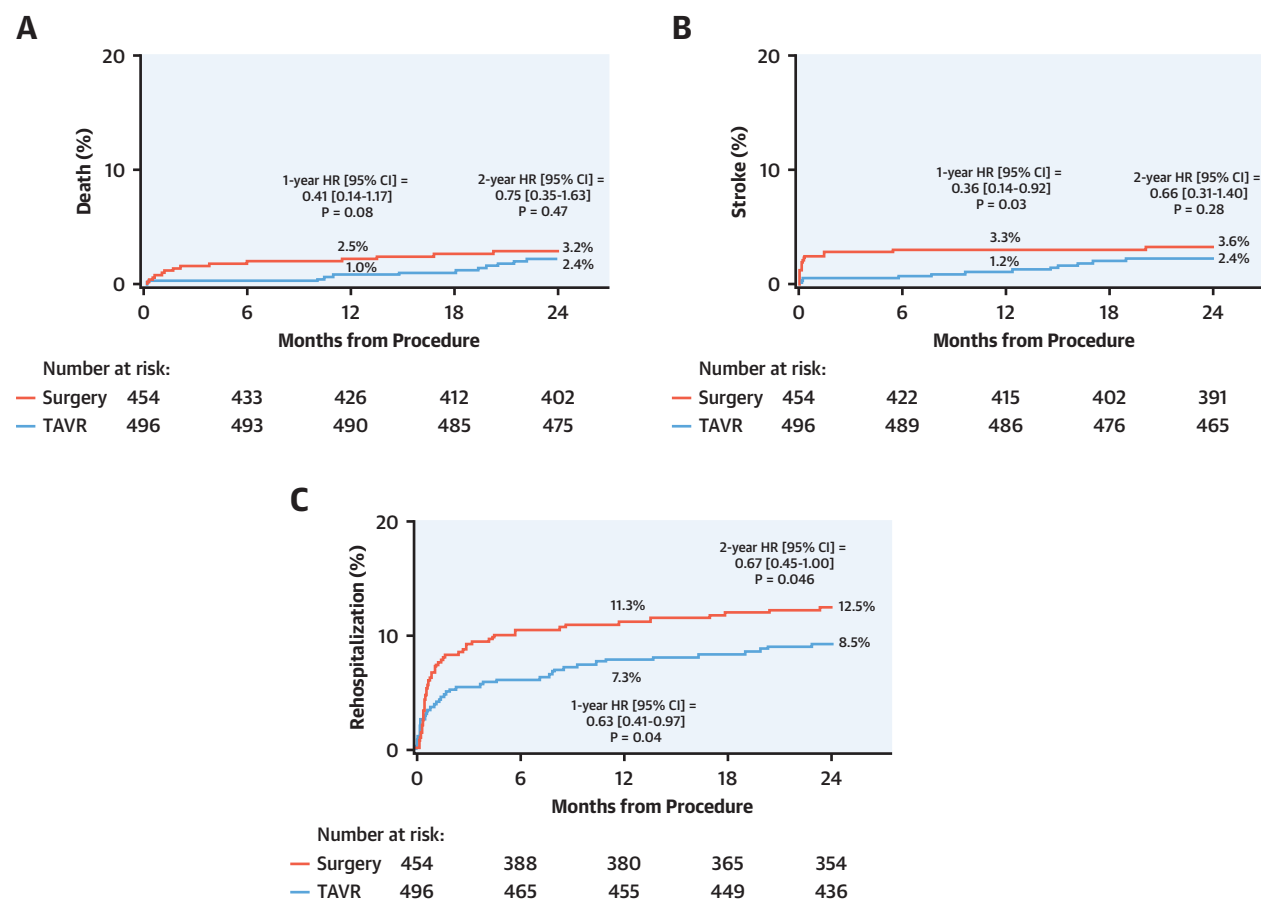 A
20
10
0
Death (%)
1-year HR [95% CI] =
0.41 [0.14-1.17]
P = 0.08
2-year HR [95% CI] =
0.75 [0.35-1.63]
P = 0.47
2.5%
1.0%
3.2%
2.4%
0 6 12 18 24
Months from Procedure
Number at risk:
Surgery 454 433 426 412 402
TAVR 496 493 490 485 475
B
20
10
0
Stroke (%)
1-year HR [95% CI] =
0.36 [0.14-0.92]
P = 0.03
2-year HR [95% CI] =
0.66 [0.31-1.40]
P = 0.28
3.3%
1.2%
3.6%
2.4%
0 6 12 18 24
Months from Procedure
Number at risk:
Surgery 454 422 415 402 391
TAVR 496 489 486 476 465
C
20
10
0
Rehospitalization (%)
2-year HR [95% CI] =
0.67 [0.45-1.00]
P = 0.046
11.3%
12.5%
8.5%
7.3%
1-year HR [95% CI] =
0.63 [0.41-0.97]
P = 0.04
0 6 12 18 24
Months from Procedure
Number at risk:
Surgery 454 388 380 365 354
TAVR 496 465 455 449 436